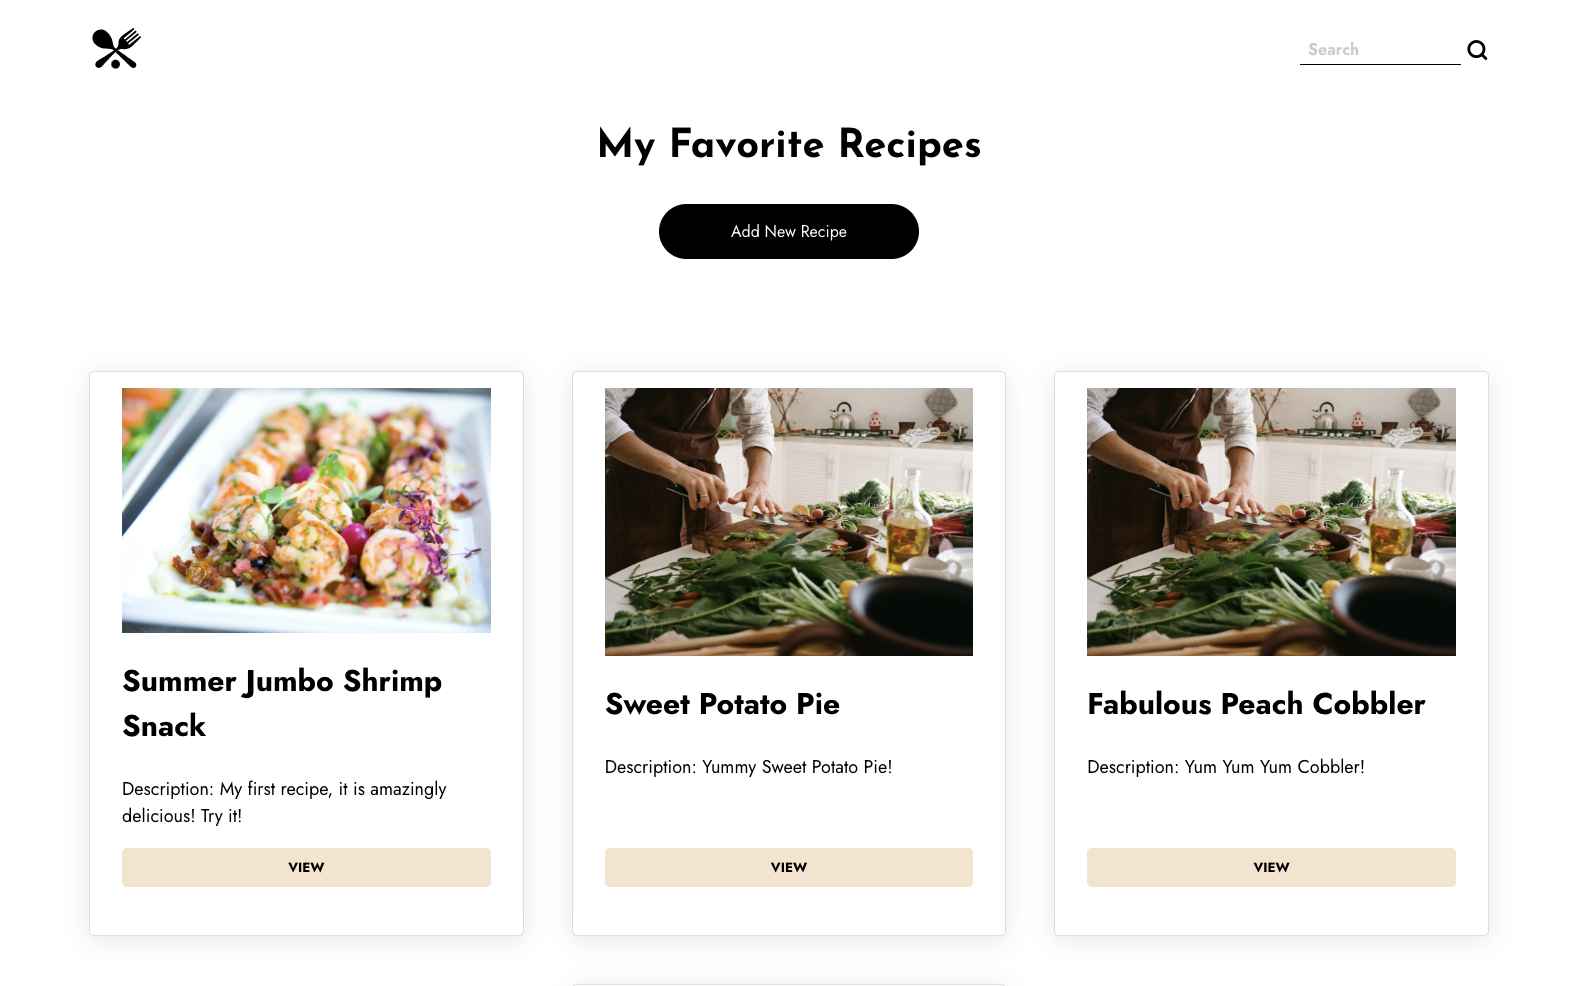 Search
My Favorite Recipes
Add New Recipe
Summer Jumbo Shrimp
Snack
Description: My first recipe, it is amazingly
delicious! Try it!
VIEW
Sweet Potato Pie
Description: Yummy Sweet Potato Pie!
VIEW
Fabulous Peach Cobbler
Description: Yum Yum Yum Cobbler!
VIEW